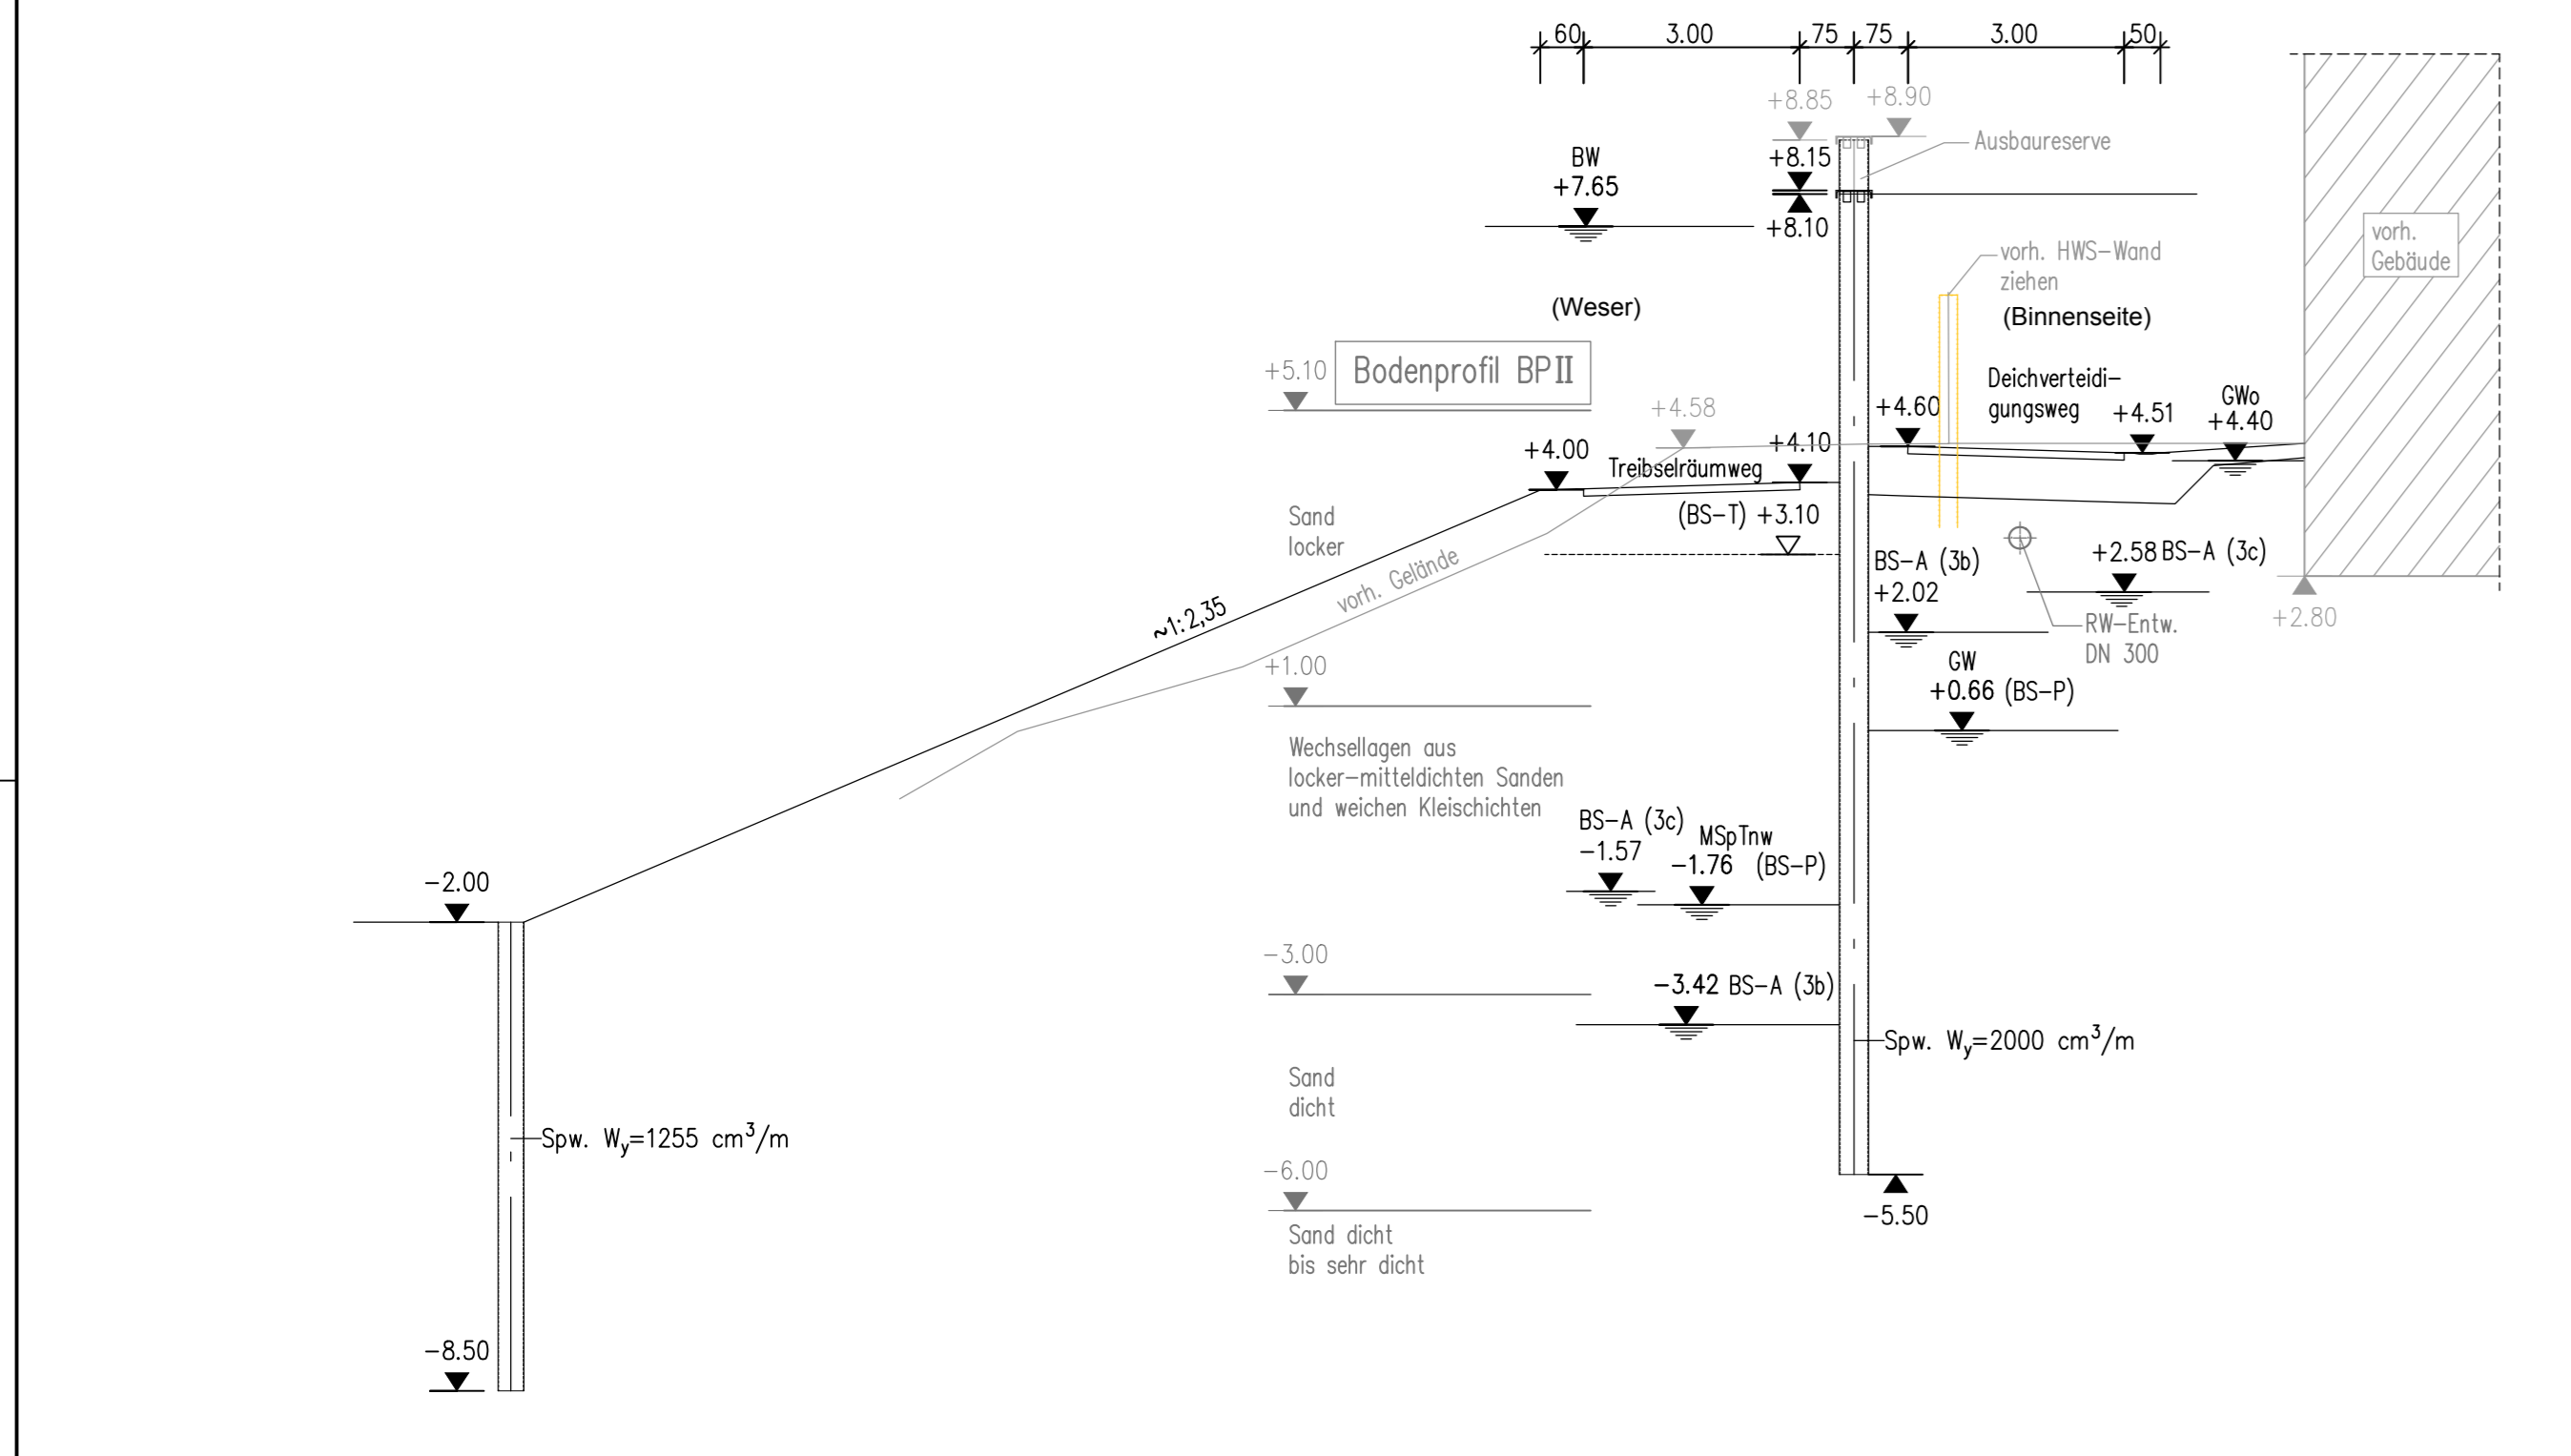 60 3.00 75 75 3.00 50
+8.85 +8.90
Ausbaureserve
BW
+7.65
+8.15
+8.10
vorh.
Gebäude
vorh. HWS-Wand
ziehen
(Weser)
(Binnenseite)
+5.10
Bodenprofil BPII
Deichverteidi-
gungsweg
+4.58
+4.60
+4.51
GWo
+4.40
+4.00
+4.10
Treibselräumweg
(BS-T) +3.10
Sand
locker
vorh. Gelände
~1:2,35
BS-A (3b)
+2.02
+2.58 BS-A (3c)
+2.80
RW-Entw.
DN 300
+1.00
GW
+0.66 (BS-P)
Wechsellagen aus
locker-mitteldichten Sanden
und weichen Kleischichten
BS-A (3c)
-1.57
MSpTnw
-1.76 (BS-P)
-2.00
-3.00
-3.42 BS-A (3b)
Spw. Wy=2000 cm³/m
Sand
dicht
Spw. Wy=1255 cm³/m
-6.00
-5.50
Sand dicht
bis sehr dicht
-8.50